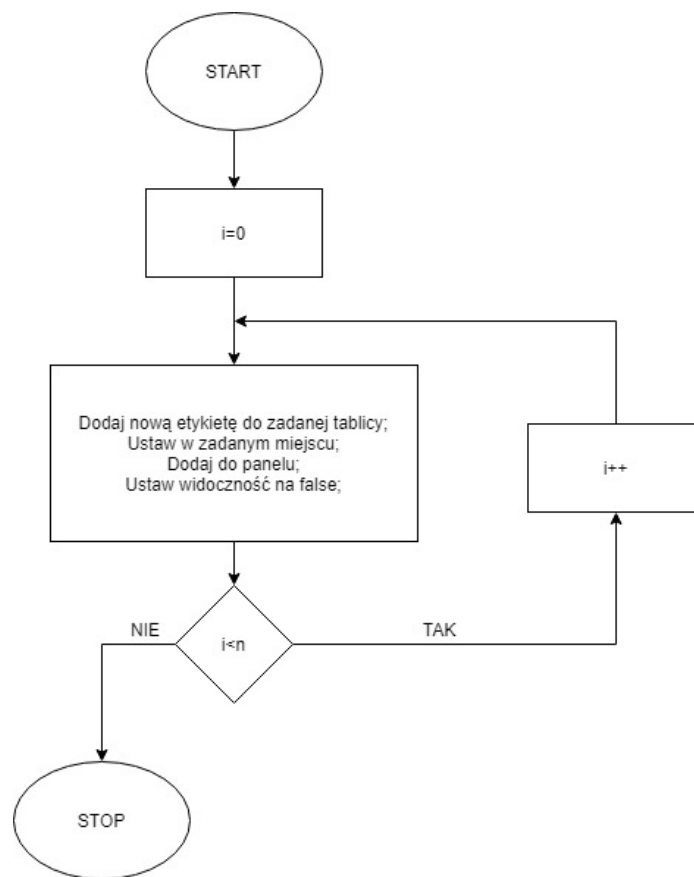 START
i=0
Dodaj nową etykietę do zadanej tablicy;
Ustaw w zadanym miejscu;
Dodaj do panelu;
Ustaw widoczność na false;
i++
NIE
i<n
TAK
STOP